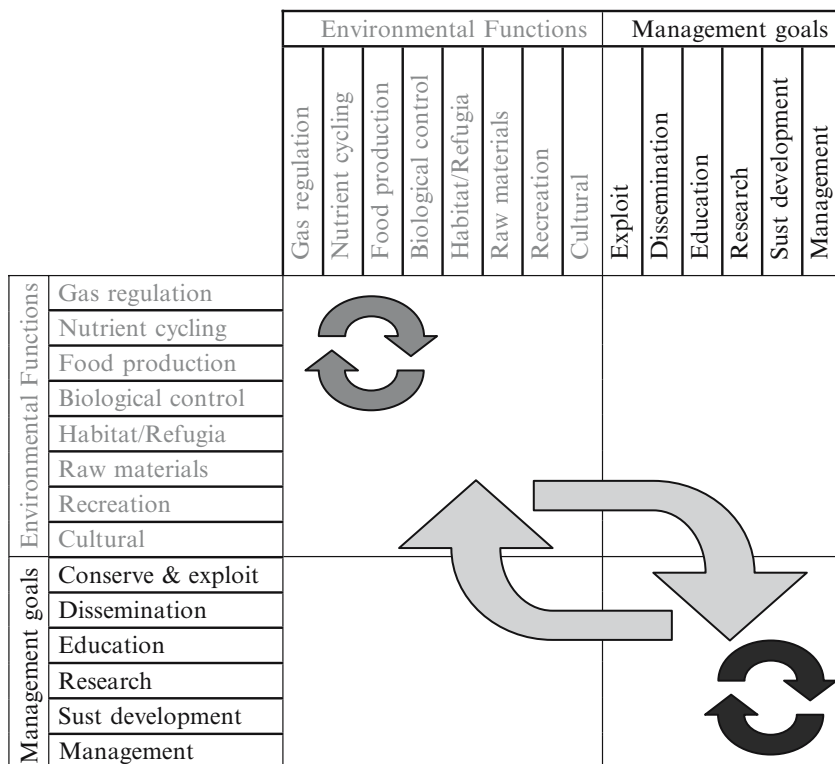 Environmental Functions
Management goals
Gas regulation
Nutrient cycling
Food production
Biological control
Habitat/Refugia
Raw materials
Recreation
Cultural
Exploit
Dissemination
Education
Research
Sust development
Management
Environmental Functions
Gas regulation
Nutrient cycling
Food production
Biological control
Habitat/Refugia
Raw materials
Recreation
Cultural
Management goals
Conserve & exploit
Dissemination
Education
Research
Sust development
Management